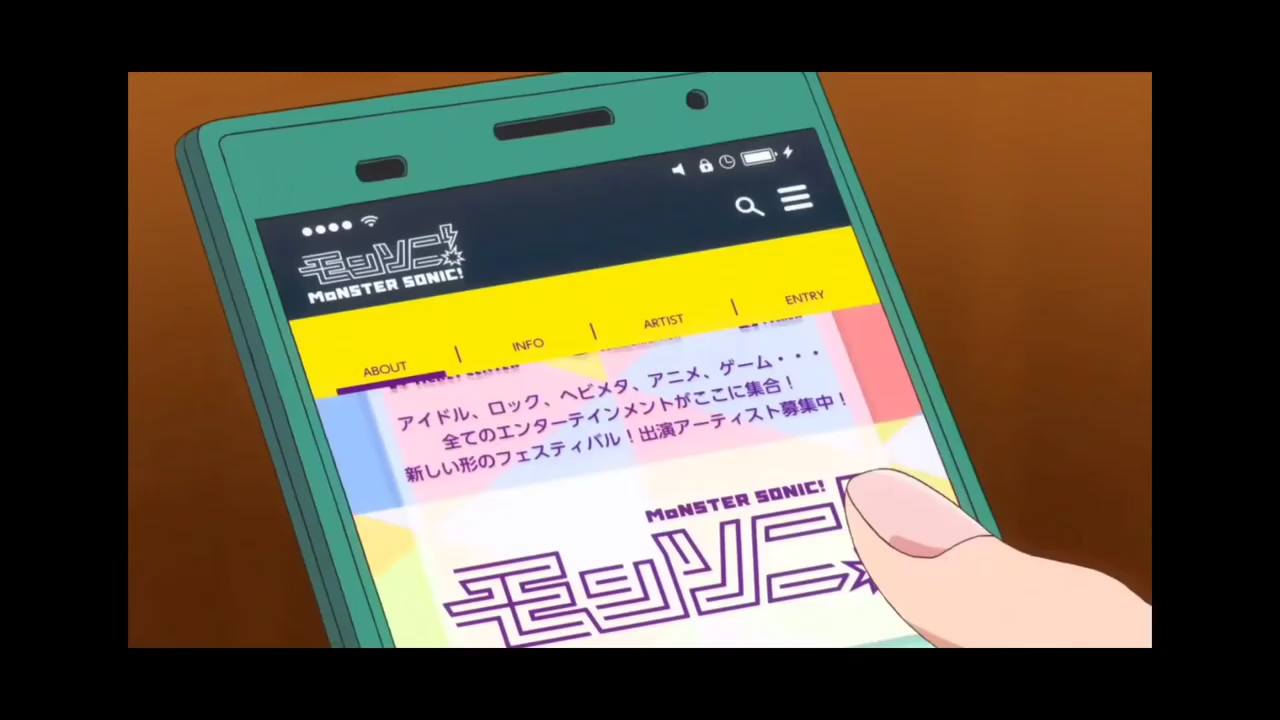 モンソニ!
MoNSTER SONIC!
ABOUT | INFO | ARTIST | ENTRY
アイドル、ロック、ヘビメタ、アニメ、ゲーム・・・
全てのエンターテインメントがここに集合！
新しい形のフェスティバル！出演アーティスト募集中！
MoNSTER SONIC!
モンソニ!